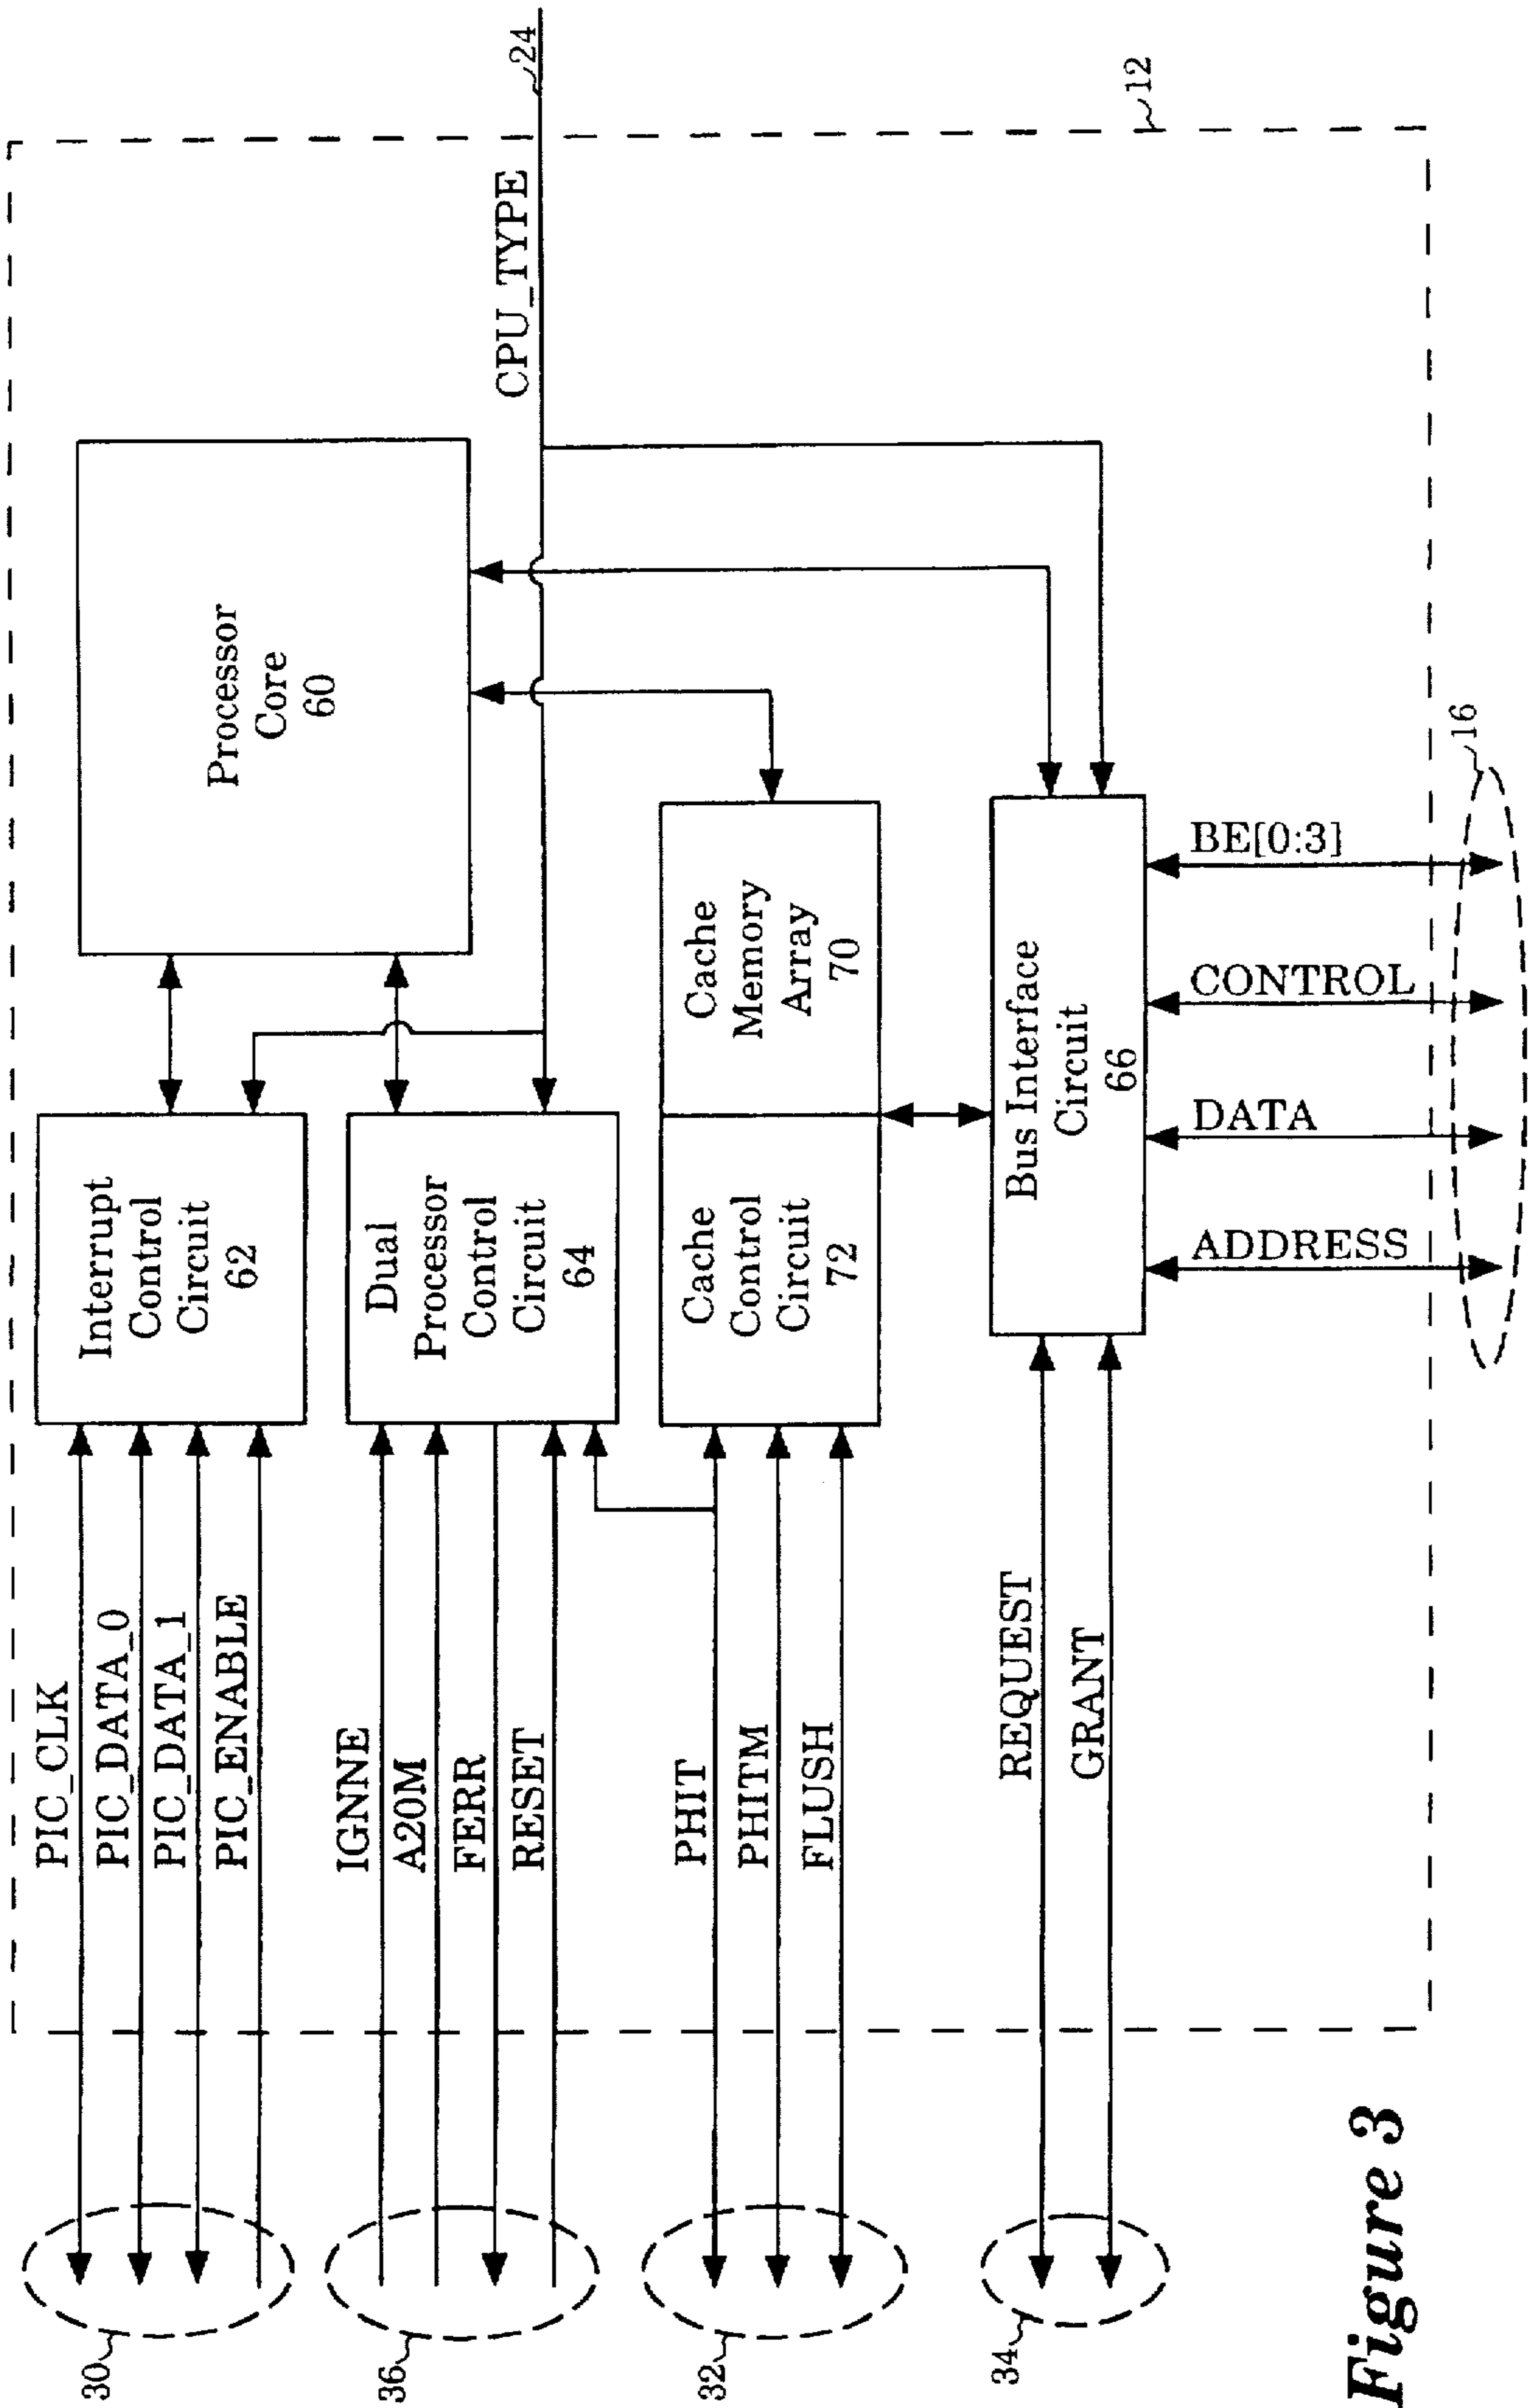 30
PIC_CLK
PIC_DATA_0
PIC_DATA_1
PIC_ENABLE
Interrupt
Control
Circuit
62
Processor
Core
60
36
IGNNE
A20M
FERR
RESET
Dual
Processor
Control
Circuit
64
CPU_TYPE
24
32
PHIT
PHITM
FLUSH
Cache
Control
Circuit
72
Cache
Memory
Array
70
34
REQUEST
GRANT
Bus Interface
Circuit
66
12
ADDRESS
DATA
CONTROL
BE[0:3]
16
Figure 3